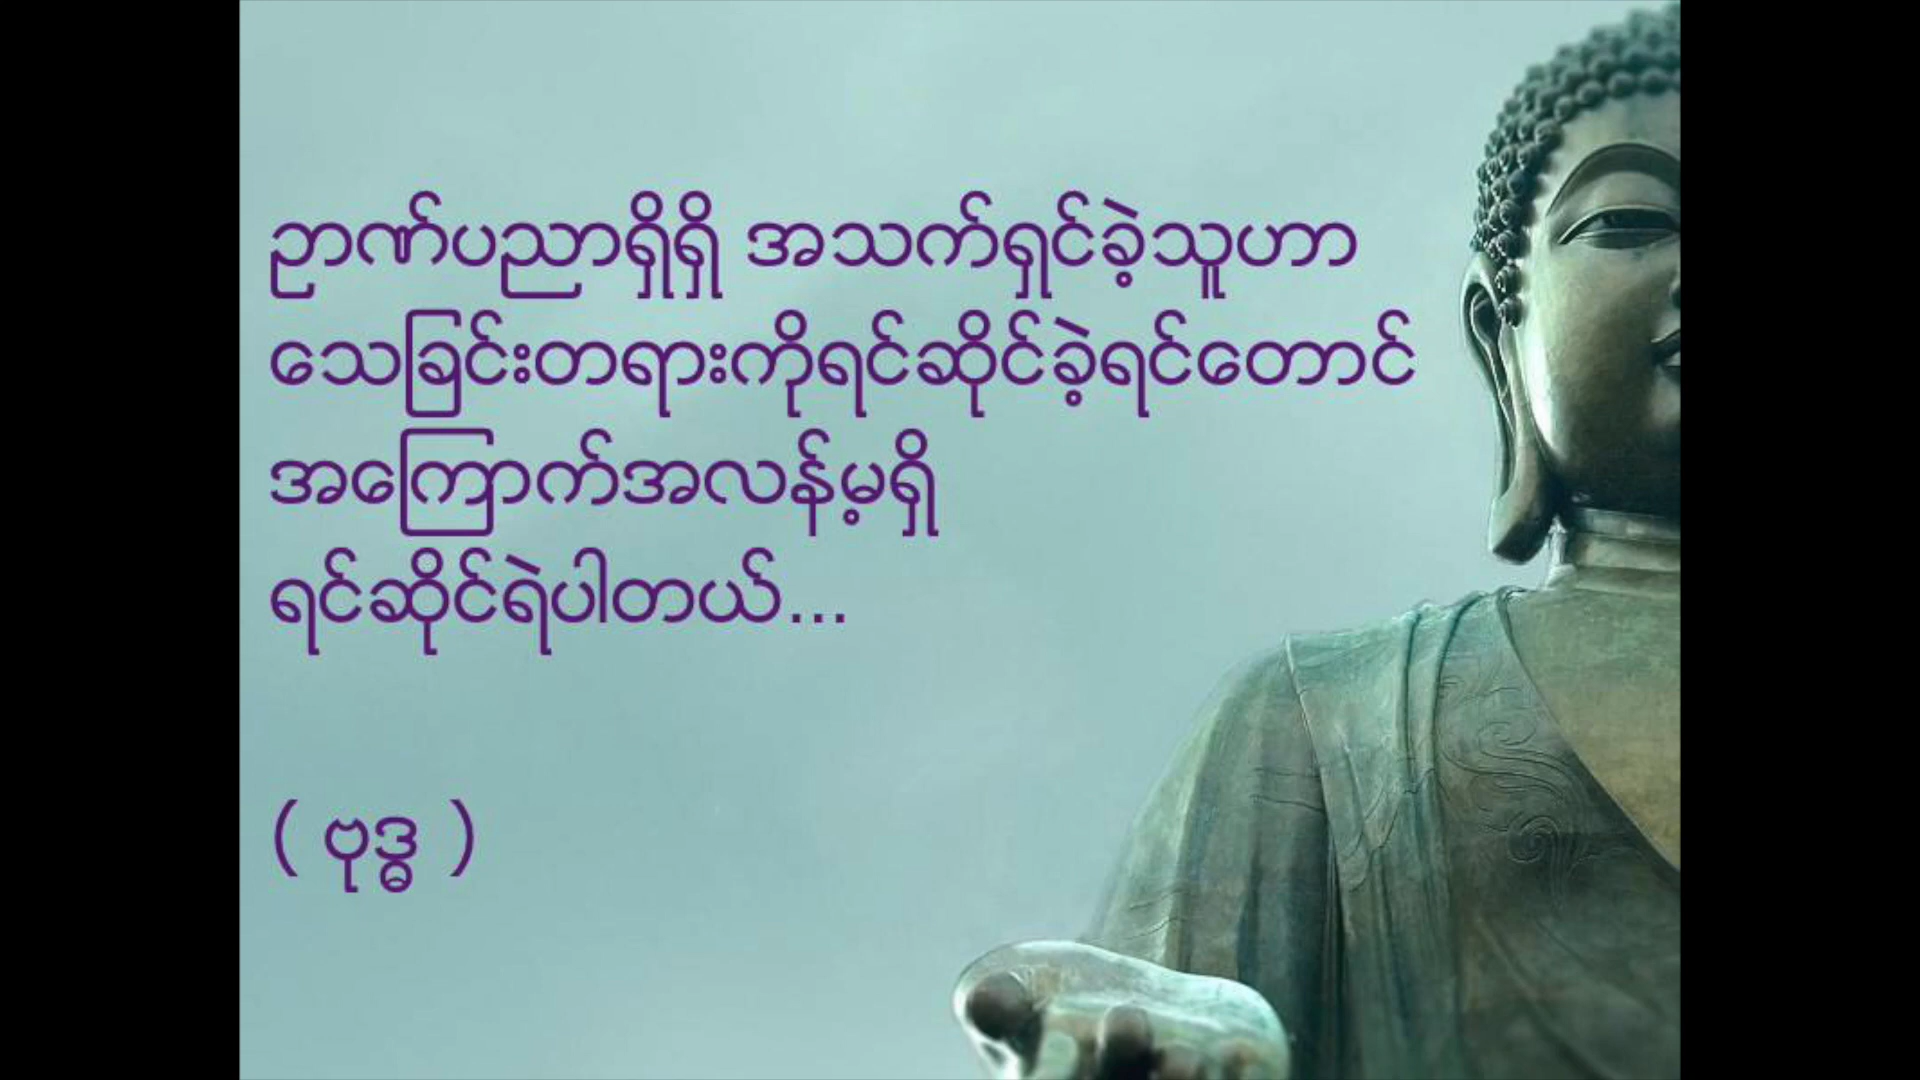 ဉာဏ်ပညာရှိရှိ အသက်ရှင်ခဲ့သူဟာ
သေခြင်းတရားကိုရင်ဆိုင်ခဲ့ရင်တောင်
အကြောက်အလန့်မရှိ
ရင်ဆိုင်ရဲပါတယ်...
( ဗုဒ္ဓ )